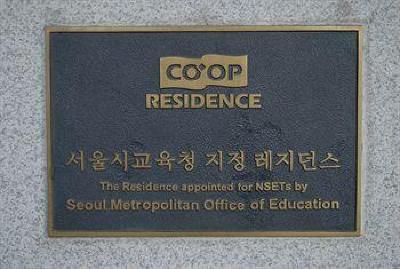 CO'OP
RESIDENCE
서울시교육청 지정 레지던스
The Residence appointed for NSETs by
Seoul Metropolitan Office of Education